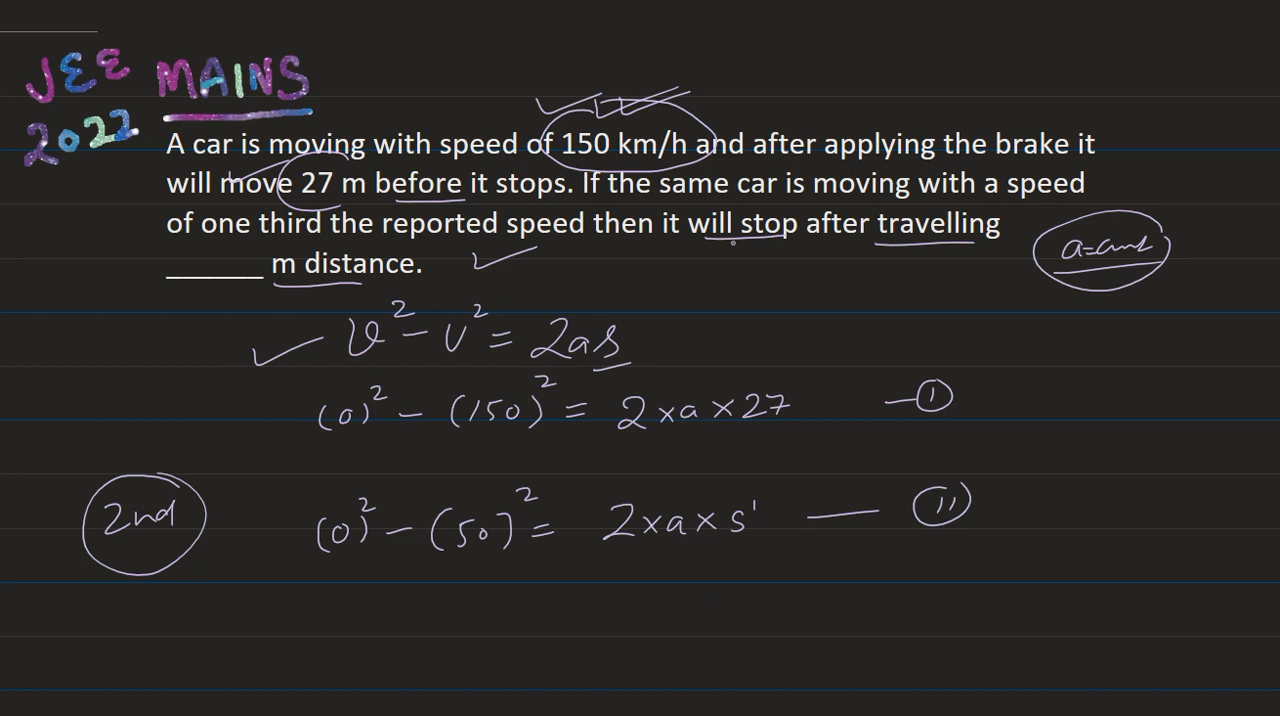 JEE MAINS
2022
A car is moving with speed of 150 km/h and after applying the brake it
will move 27 m before it stops. If the same car is moving with a speed
of one third the reported speed then it will stop after travelling
_______ m distance.
a=const
v² - u² = 2as
(0)² - (150)² = 2×a×27 —①
2nd
(0)² - (50)² = 2×a×s' — ⑪